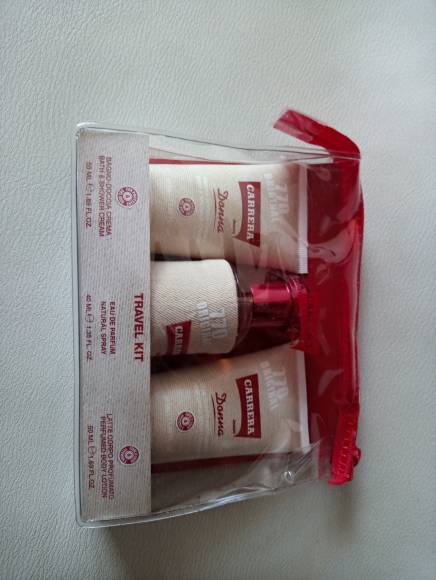 TRAVEL KIT
BAGNO-DOCCIA CREMA
BATH & SHOWER CREAM
50 ML ℮ 1.69 FL.OZ.
EAU DE PARFUM
NATURAL SPRAY
40 ML ℮ 1.35 FL. OZ.
LATTE CORPO PROFUMATO
PERFUMED BODY LOTION
50 ML ℮ 1.69 FL.OZ.
CARRERA
Donna
CARRERA
Donna